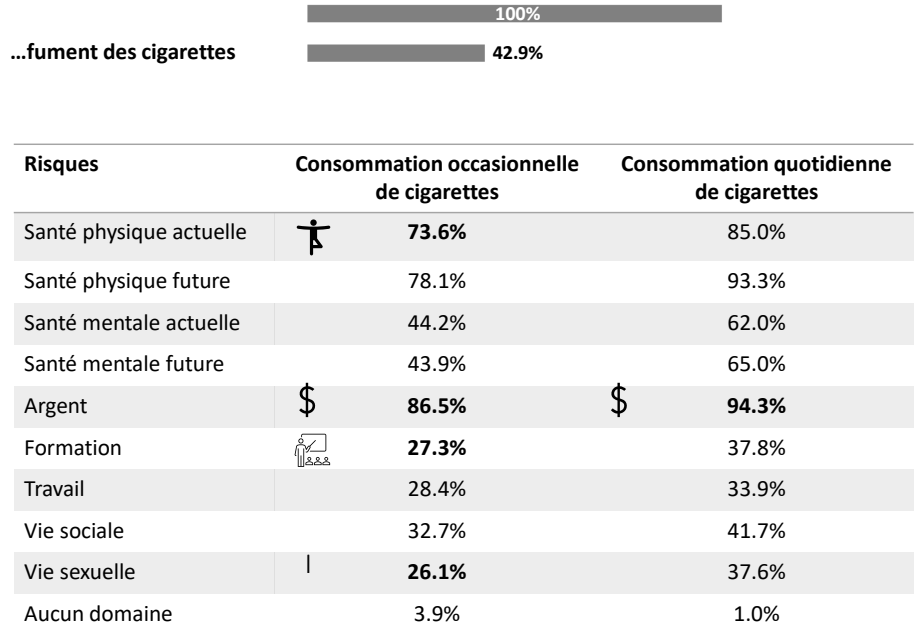 100%
…fument des cigarettes 42.9%
Risques Consommation occasionnelle de cigarettes Consommation quotidienne de cigarettes
Santé physique actuelle 73.6% 85.0%
Santé physique future 78.1% 93.3%
Santé mentale actuelle 44.2% 62.0%
Santé mentale future 43.9% 65.0%
Argent $ 86.5% $ 94.3%
Formation 27.3% 37.8%
Travail 28.4% 33.9%
Vie sociale 32.7% 41.7%
Vie sexuelle 26.1% 37.6%
Aucun domaine 3.9% 1.0%